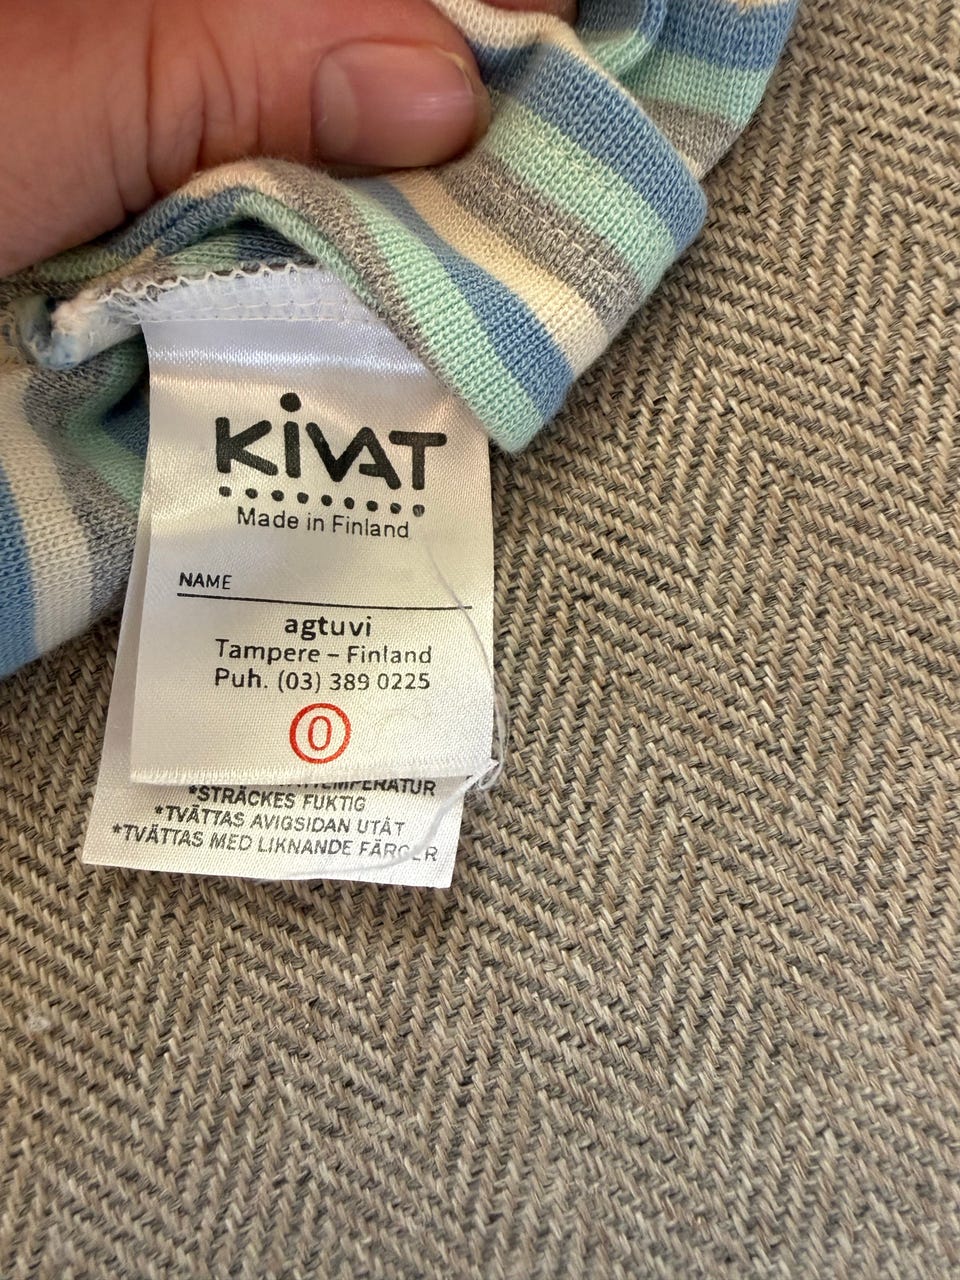 KiVAT
Made in Finland
NAME
agtuvi
Tampere – Finland
Puh. (03) 389 0225
0
*STRÄCKES FUKTIG
*TVÄTTAS AVIGSIDAN UTÅT
*TVÄTTAS MED LIKNANDE FÄRGER